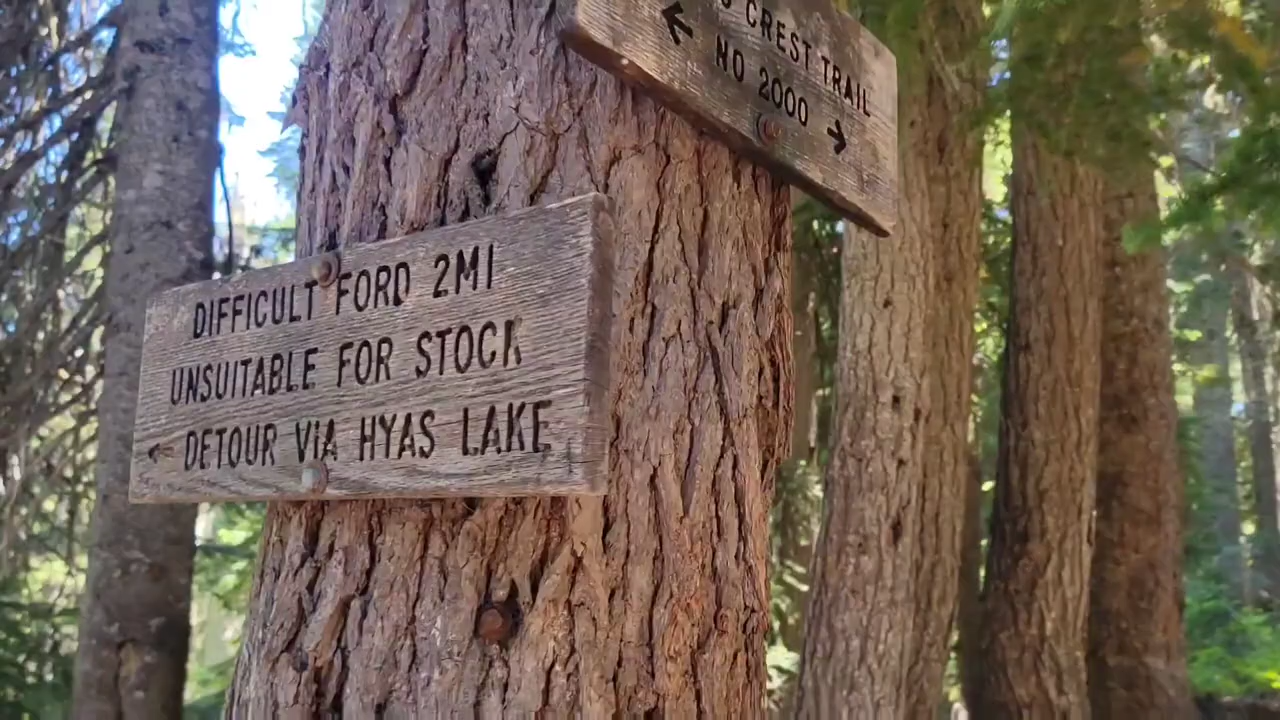 CREST TRAIL
NO 2000
DIFFICULT FORD 2MI
UNSUITABLE FOR STOCK
DETOUR VIA HYAS LAKE